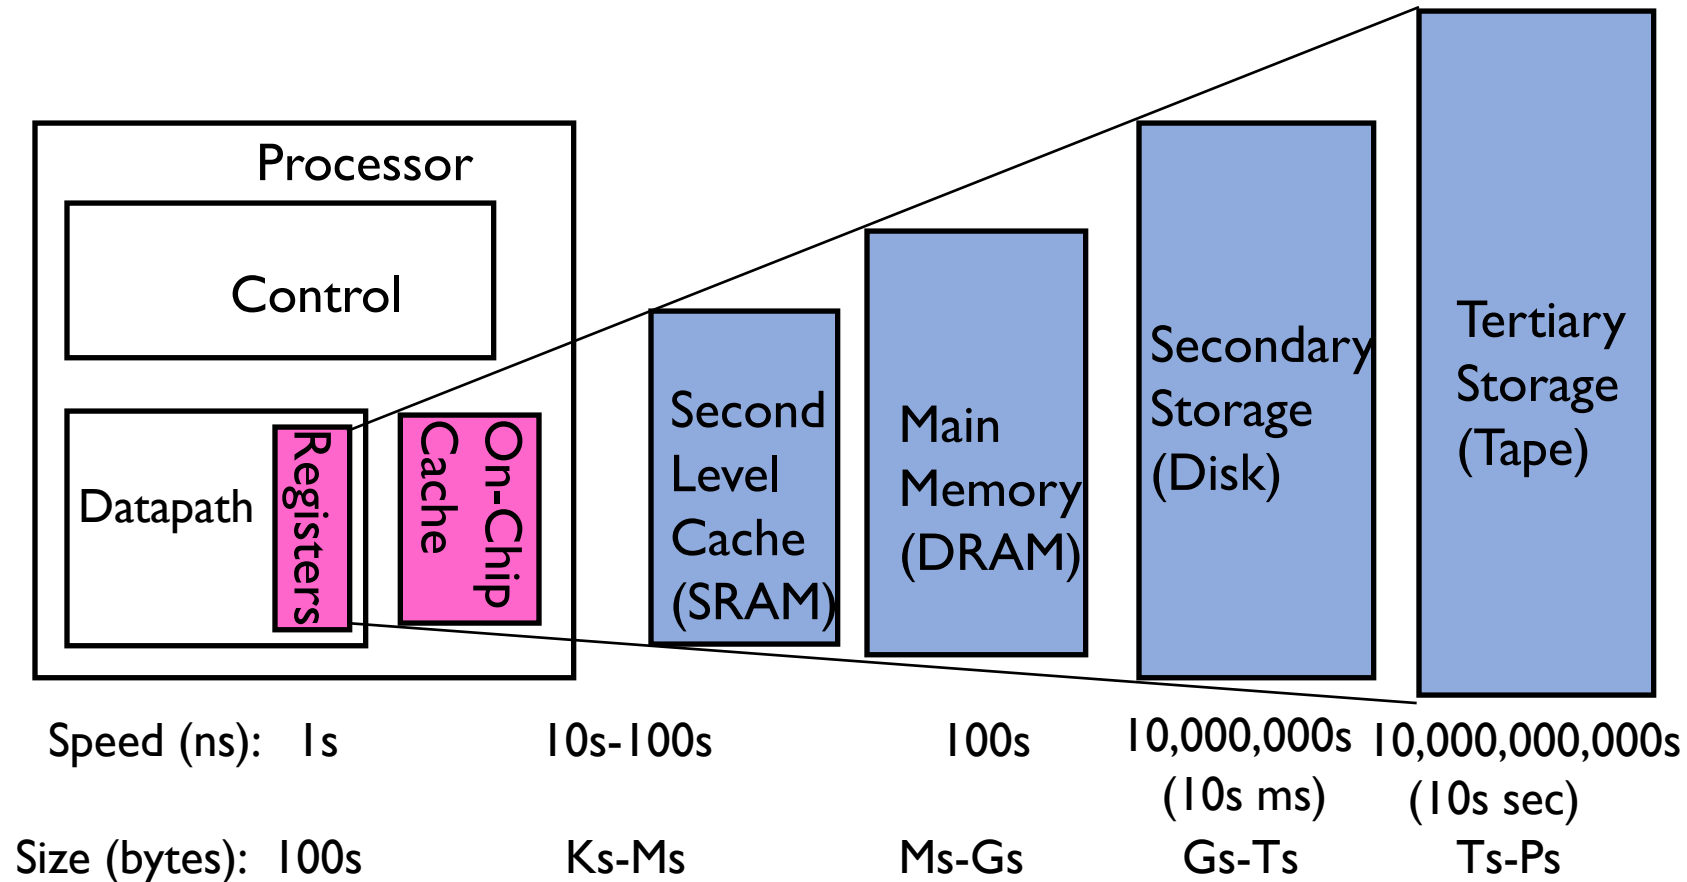 Processor
Control
Datapath
Registers
On-Chip
Cache
Second
Level
Cache
(SRAM)
Main
Memory
(DRAM)
Secondary
Storage
(Disk)
Tertiary
Storage
(Tape)
Speed (ns): 1s 10s-100s 100s 10,000,000s 10,000,000,000s
(10s ms) (10s sec)
Size (bytes): 100s Ks-Ms Ms-Gs Gs-Ts Ts-Ps